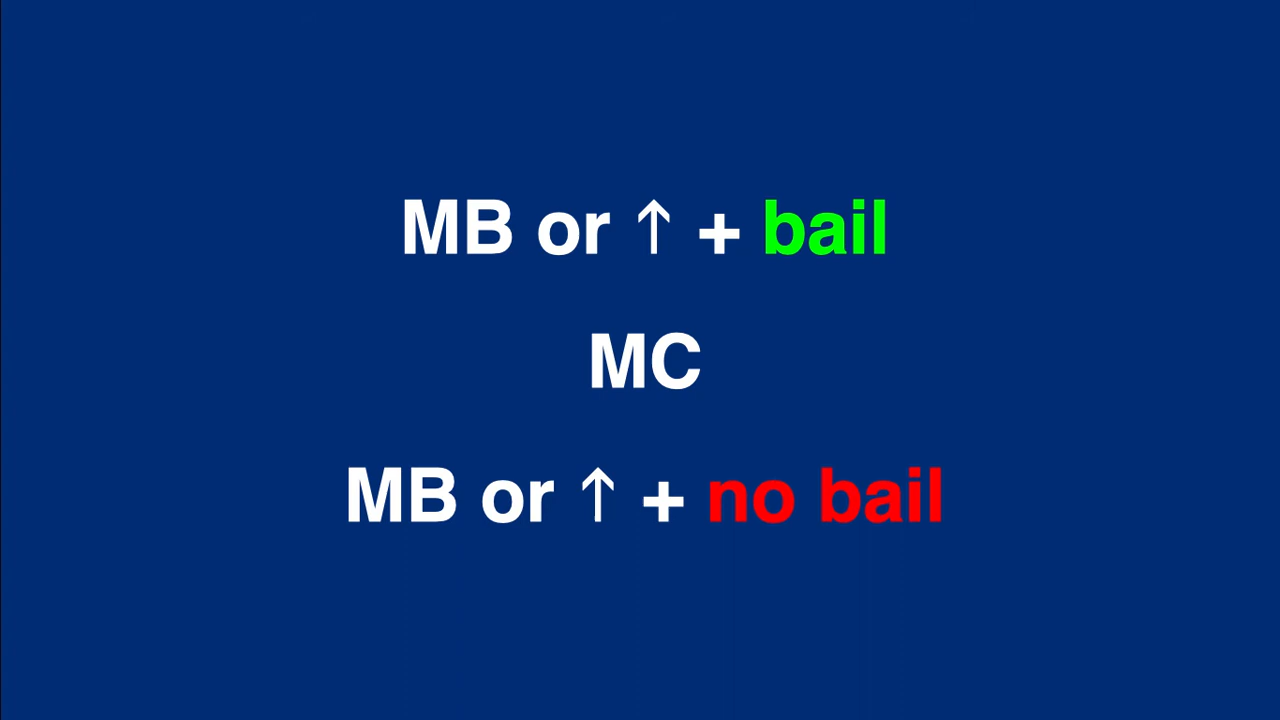 MB or ↑ + bail
MC
MB or ↑ + no bail